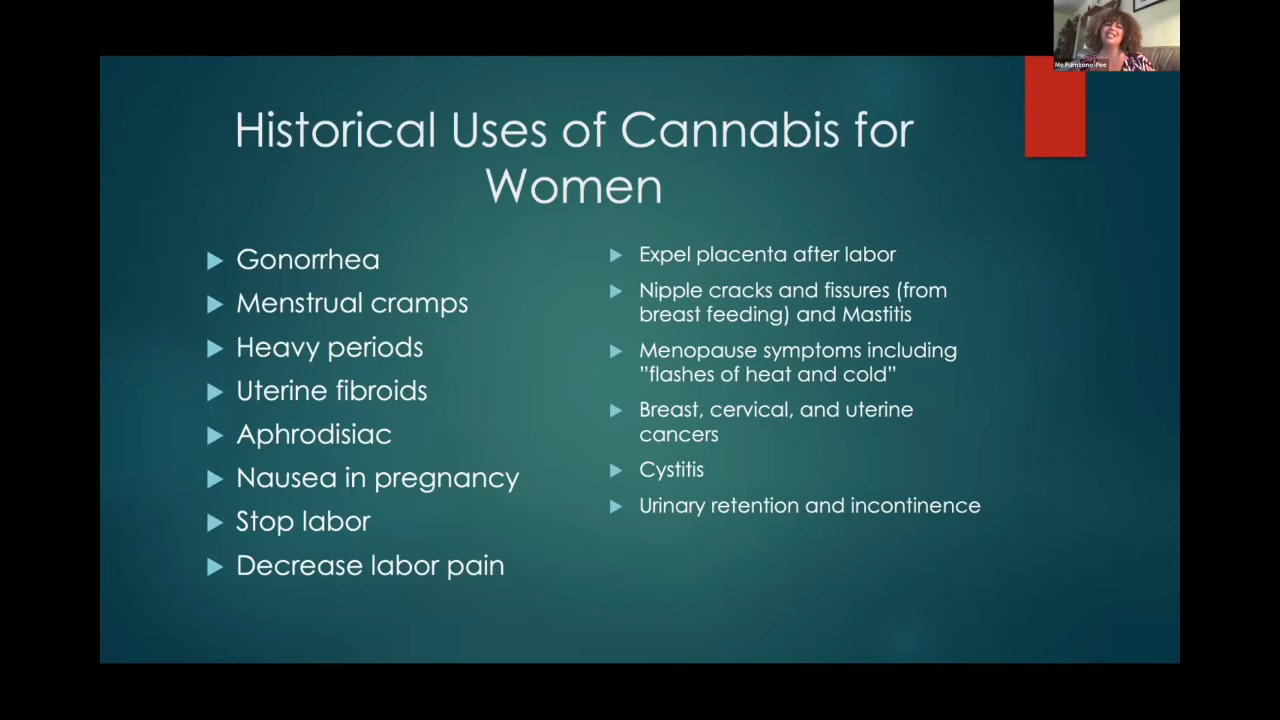 Historical Uses of Cannabis for
Women
Gonorrhea
Menstrual cramps
Heavy periods
Uterine fibroids
Aphrodisiac
Nausea in pregnancy
Stop labor
Decrease labor pain
Expel placenta after labor
Nipple cracks and fissures (from
breast feeding) and Mastitis
Menopause symptoms including
”flashes of heat and cold”
Breast, cervical, and uterine
cancers
Cystitis
Urinary retention and incontinence